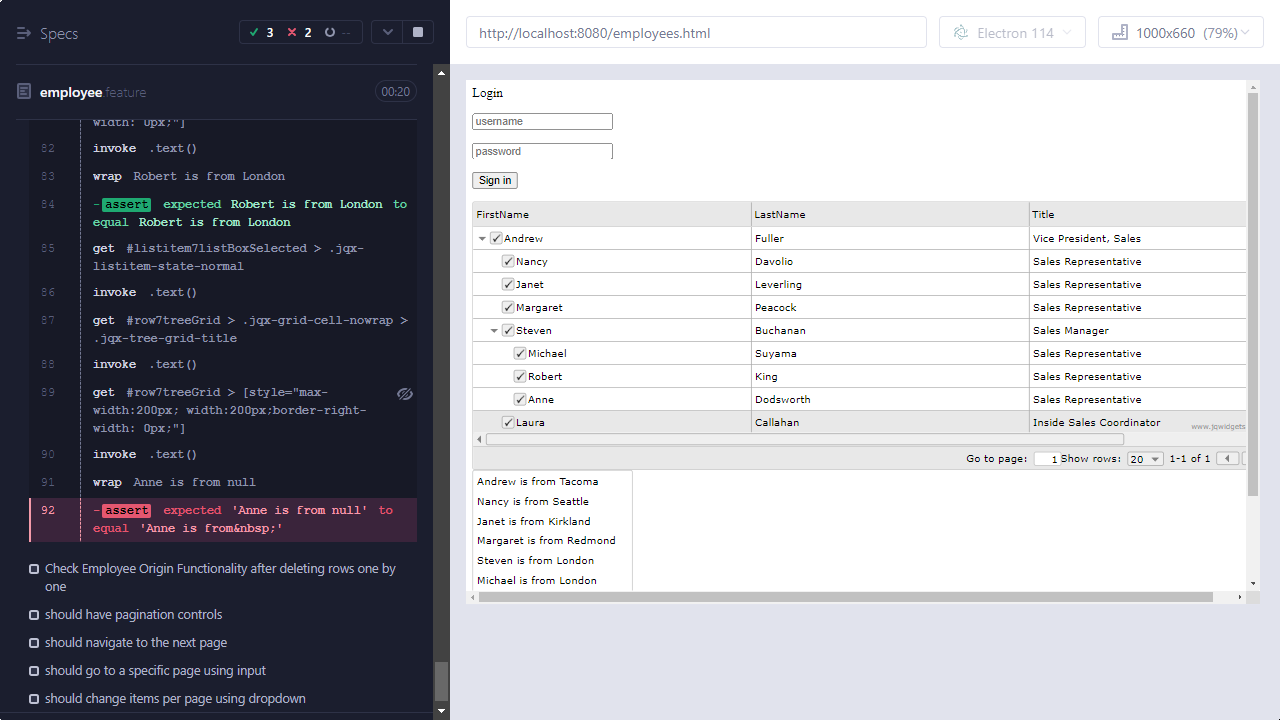 Specs
3
2
--
http://localhost:8080/employees.html
Electron 114
1000x660 (79%)
employee.feature
00:20
width: 0px;"]
82 invoke .text()
83 wrap Robert is from London
84 -assert expected Robert is from London to
equal Robert is from London
85 get #listitem7listBoxSelected > .jqx-
listitem-state-normal
86 invoke .text()
87 get #row7treeGrid > .jqx-grid-cell-nowrap >
.jqx-tree-grid-title
88 invoke .text()
89 get #row7treeGrid > [style="max-
width:200px; width:200px;border-right-
width: 0px;"]
90 invoke .text()
91 wrap Anne is from null
92 -assert expected 'Anne is from null' to
equal 'Anne is from&nbsp;'
Check Employee Origin Functionality after deleting rows one by
one
should have pagination controls
should navigate to the next page
should go to a specific page using input
should change items per page using dropdown
Login
username
password
Sign in
FirstName LastName Title
Andrew Fuller Vice President, Sales
Nancy Davolio Sales Representative
Janet Leverling Sales Representative
Margaret Peacock Sales Representative
Steven Buchanan Sales Manager
Michael Suyama Sales Representative
Robert King Sales Representative
Anne Dodsworth Sales Representative
Laura Callahan Inside Sales Coordinator
www.jqwidgets
Go to page: 1 Show rows: 20 1-1 of 1
Andrew is from Tacoma
Nancy is from Seattle
Janet is from Kirkland
Margaret is from Redmond
Steven is from London
Michael is from London